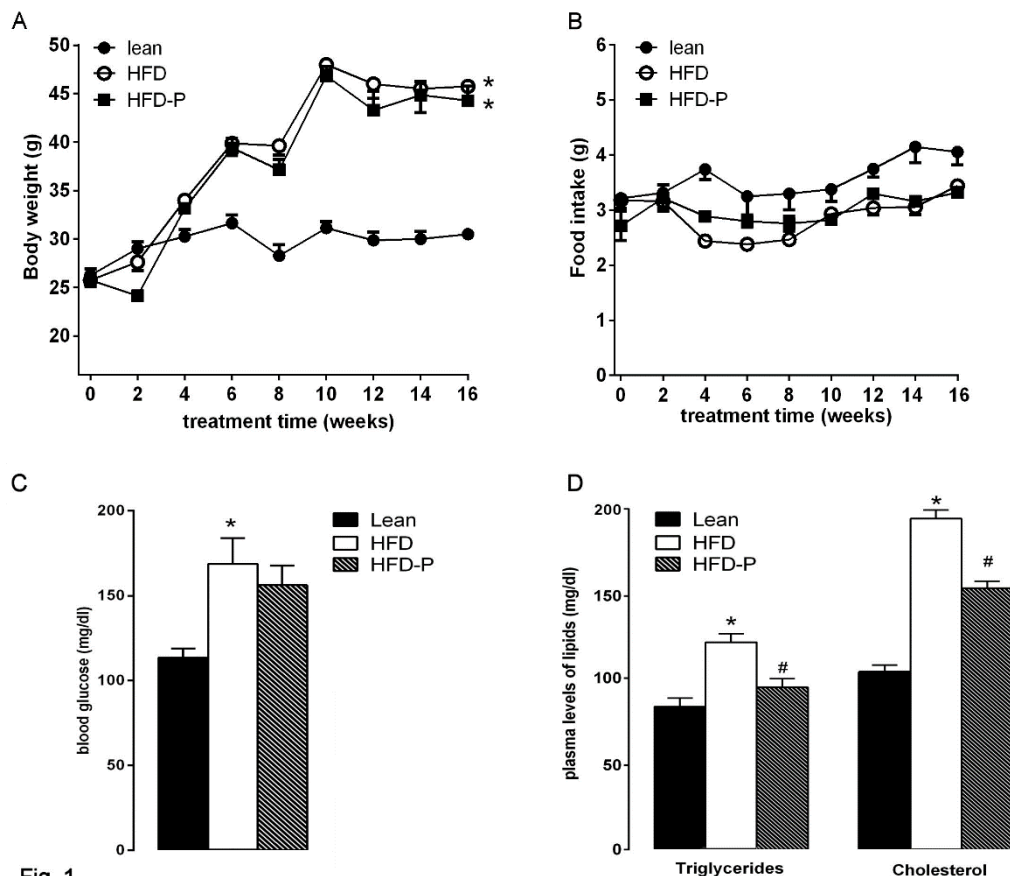 A
lean
HFD
HFD-P
50
45
40
35
30
25
20
*
*
Body weight (g)
0 2 4 6 8 10 12 14 16
treatment time (weeks)
B
lean
HFD
HFD-P
6
5
4
3
2
1
0
Food intake (g)
0 2 4 6 8 10 12 14 16
treatment time (weeks)
C
Lean
HFD
HFD-P
200
150
100
50
0
*
blood glucose (mg/dl)
D
Lean
HFD
HFD-P
200
150
100
50
0
*
#
*
#
plasma levels of lipids (mg/dl)
Triglycerides Cholesterol
Fig. 1